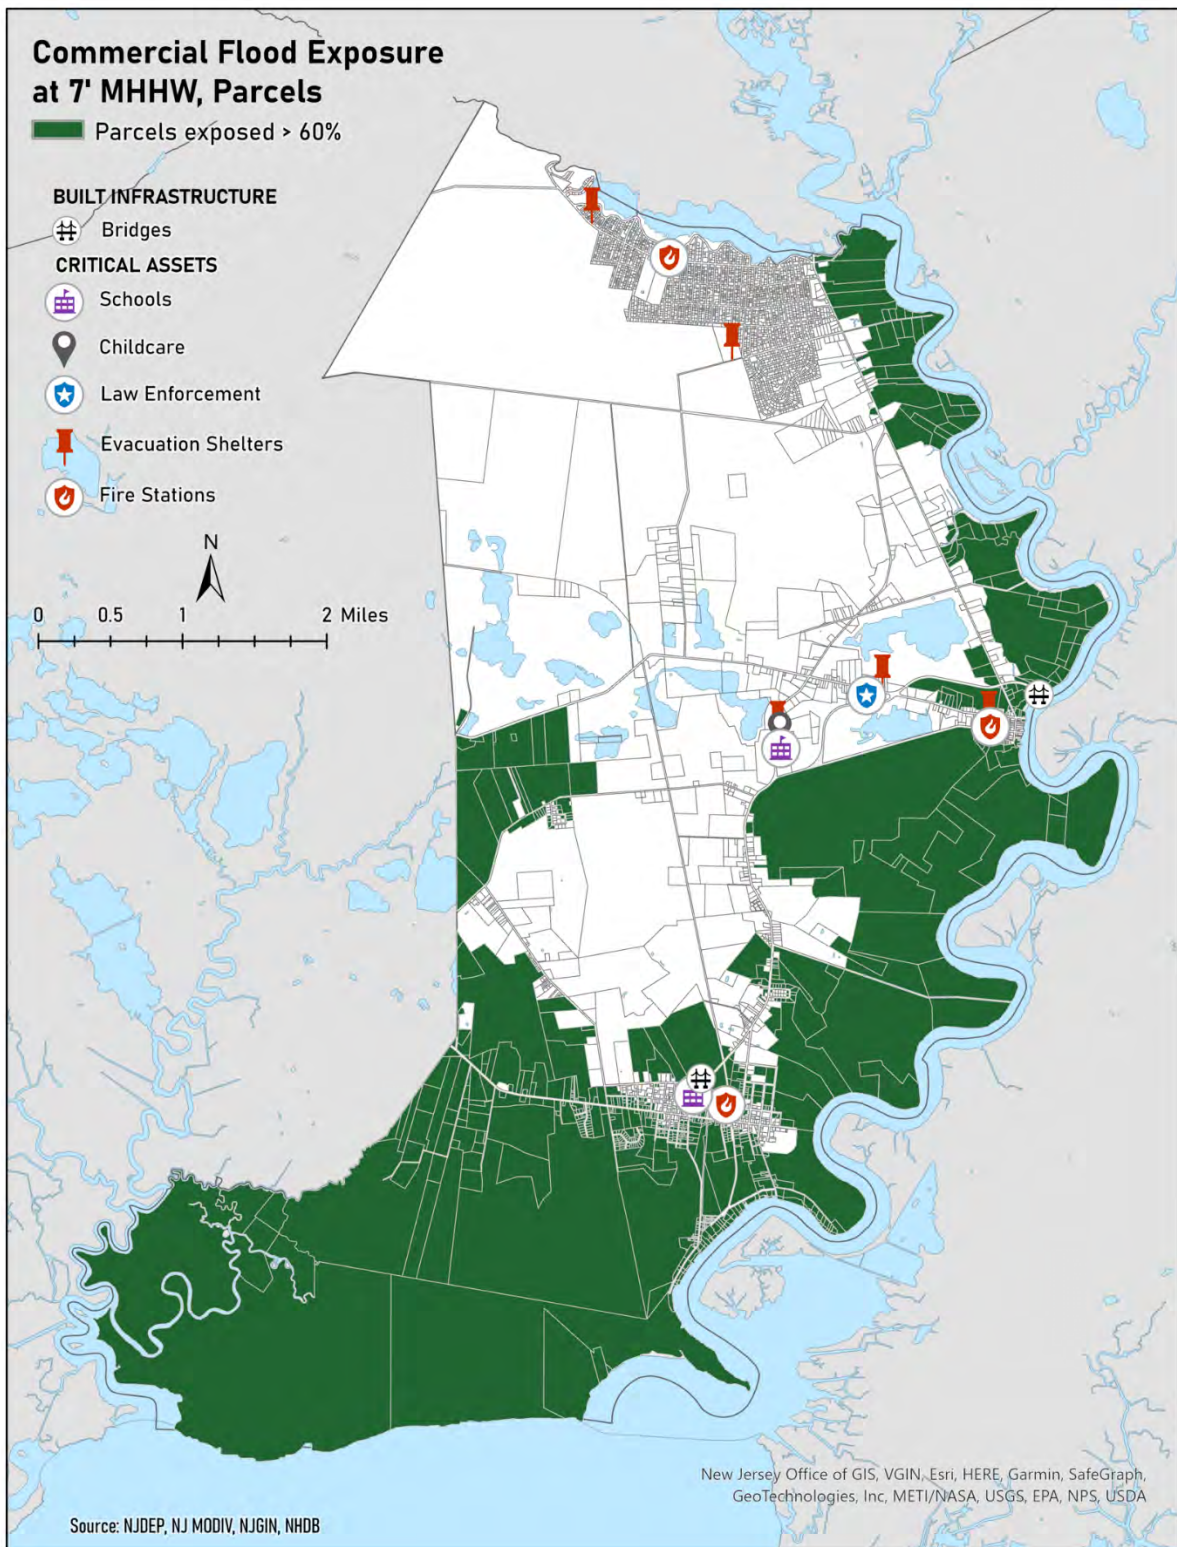 Commercial Flood Exposure
at 7' MHHW, Parcels
Parcels exposed > 60%
BUILT INFRASTRUCTURE
Bridges
CRITICAL ASSETS
Schools
Childcare
Law Enforcement
Evacuation Shelters
Fire Stations
N
0 0.5 1 2 Miles
New Jersey Office of GIS, VGIN, Esri, HERE, Garmin, SafeGraph,
GeoTechnologies, Inc, METI/NASA, USGS, EPA, NPS, USDA
Source: NJDEP, NJ MODIV, NJGIN, NHDB